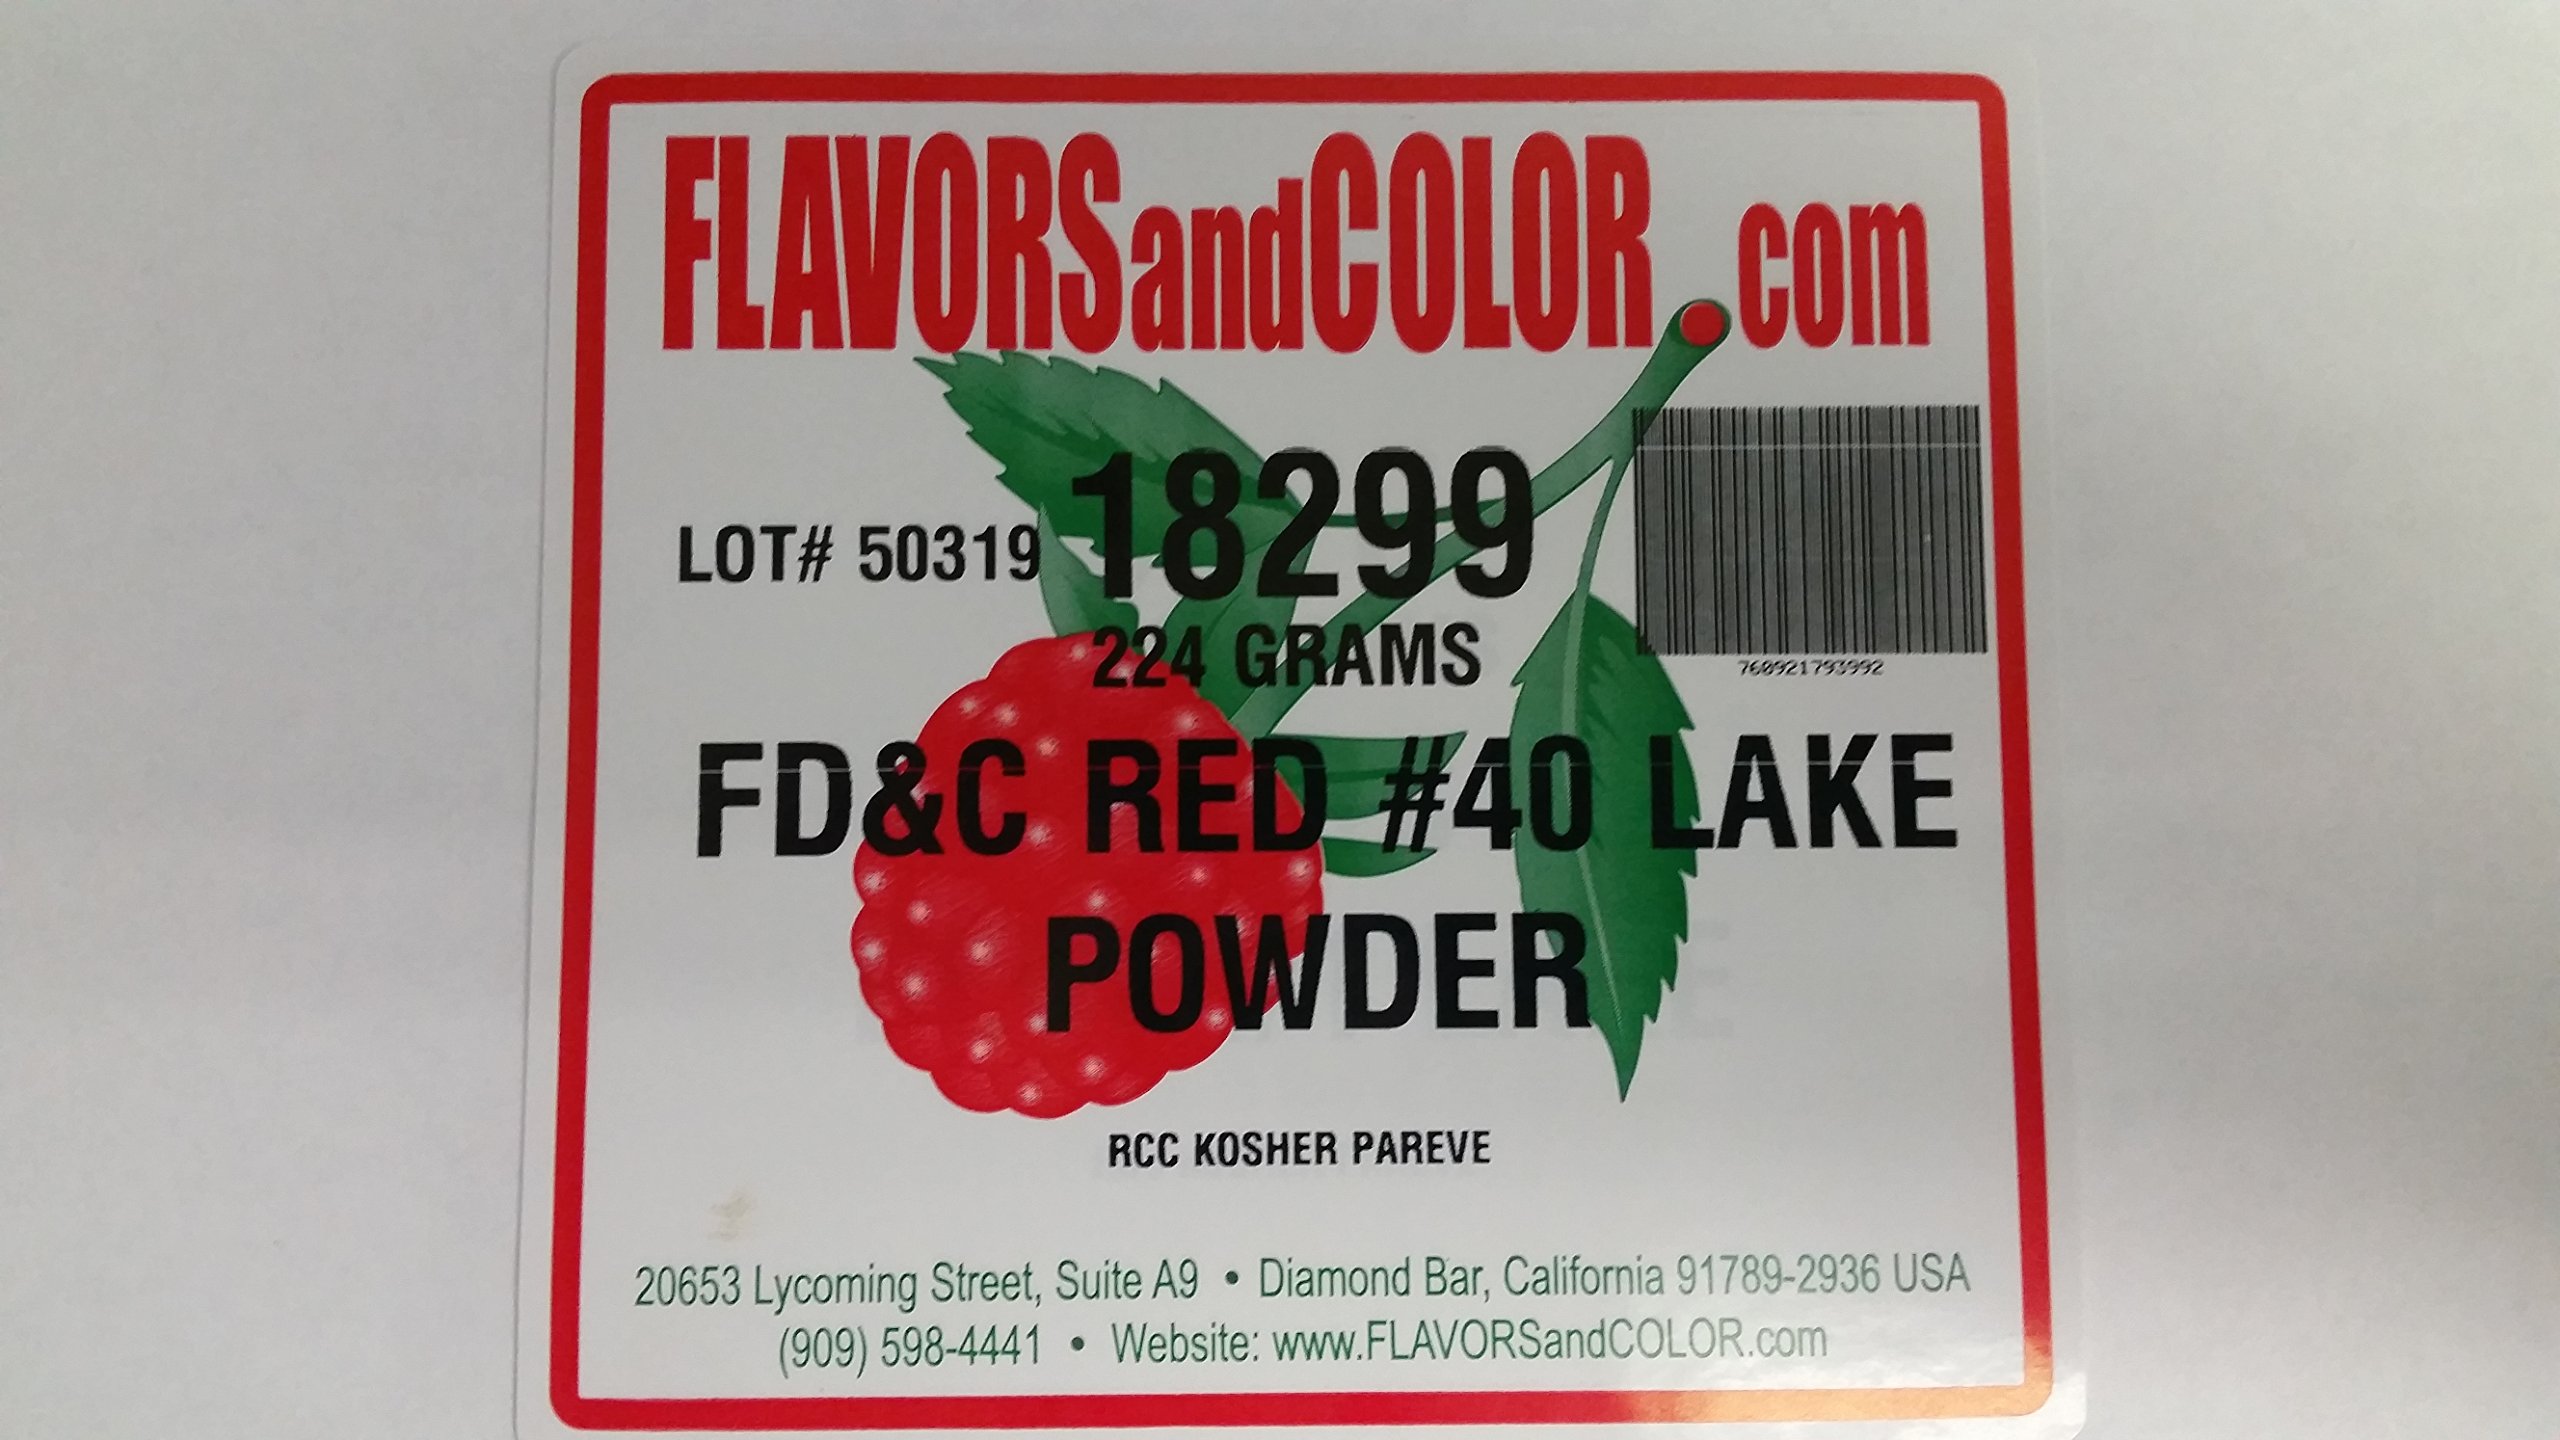 FLAVORSandCOLOR.com
LOT# 50319 18299
224 GRAMS
760921793992
FD&C RED #40 LAKE
POWDER
RCC KOSHER PAREVE
20653 Lycoming Street, Suite A9 • Diamond Bar, California 91789-2936 USA
(909) 598-4441 • Website: www.FLAVORSandCOLOR.com